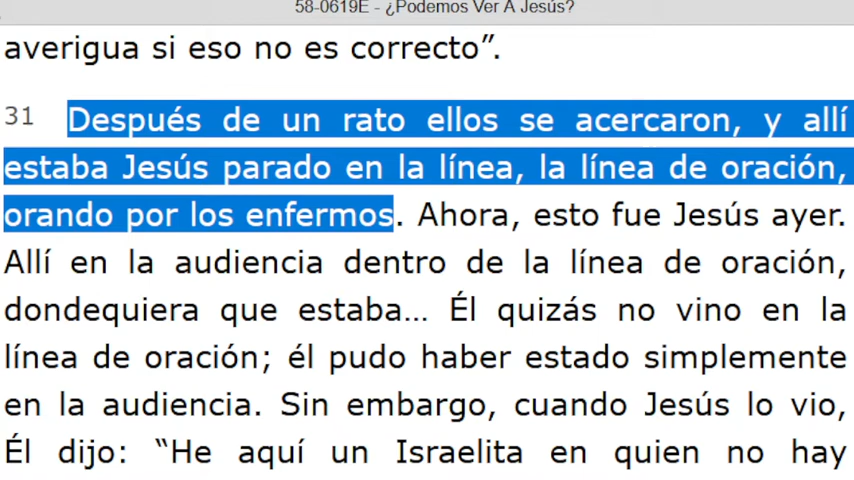 58-0619E - ¿Podemos Ver A Jesús?
averigua si eso no es correcto”.
31 Después de un rato ellos se acercaron, y allí
estaba Jesús parado en la línea, la línea de oración,
orando por los enfermos. Ahora, esto fue Jesús ayer.
Allí en la audiencia dentro de la línea de oración,
dondequiera que estaba… Él quizás no vino en la
línea de oración; él pudo haber estado simplemente
en la audiencia. Sin embargo, cuando Jesús lo vio,
Él dijo: “He aquí un Israelita en quien no hay